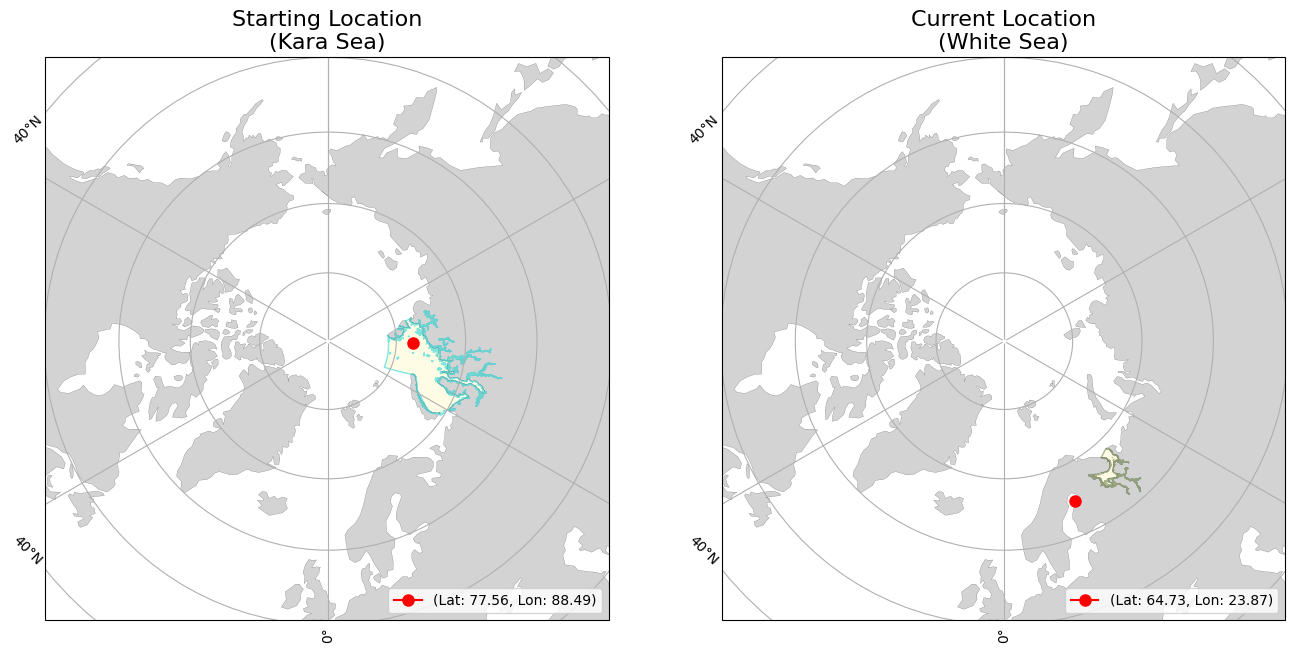 Starting Location
(Kara Sea)
40°N
40°N
0°
(Lat: 77.56, Lon: 88.49)
Current Location
(White Sea)
40°N
40°N
0°
(Lat: 64.73, Lon: 23.87)